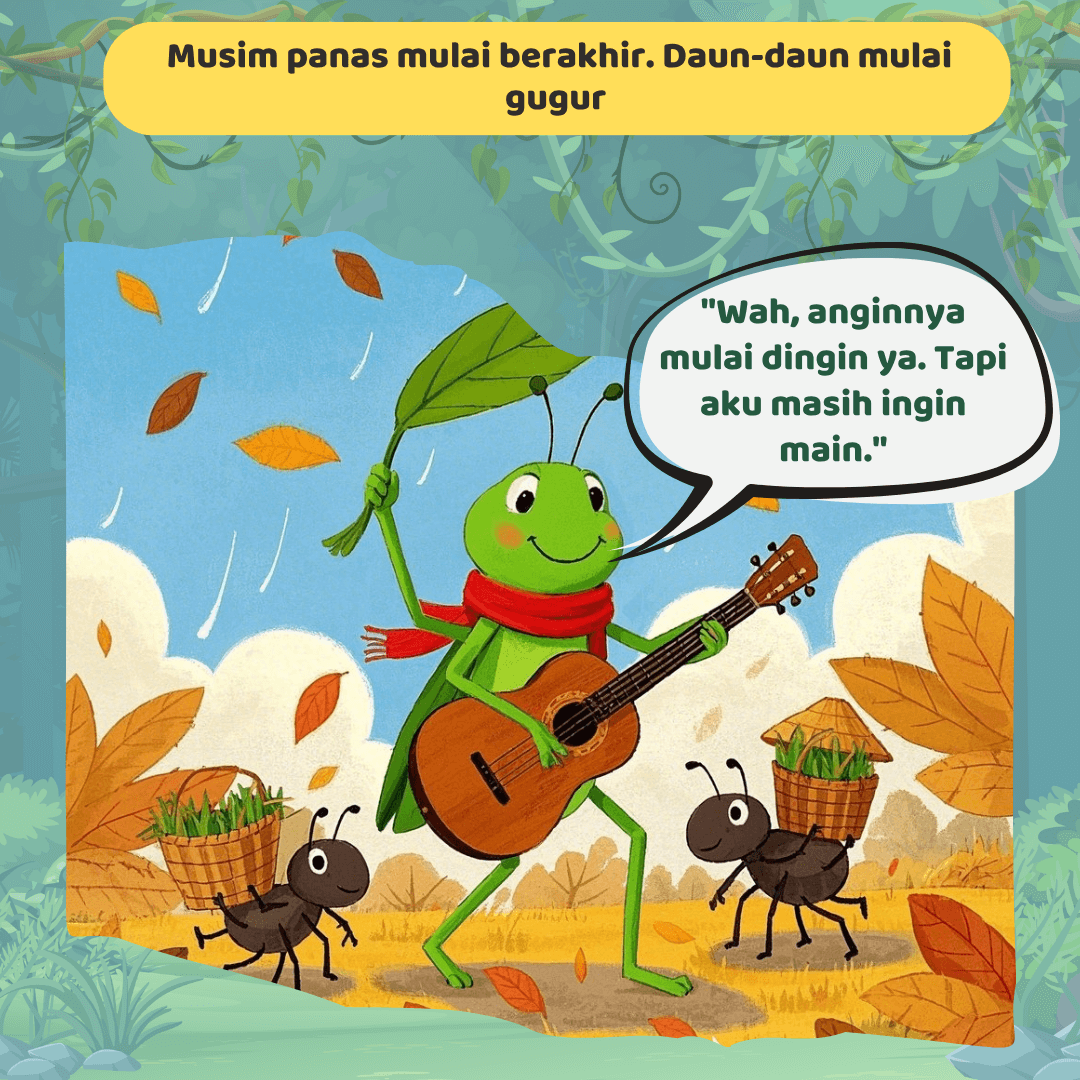 Musim panas mulai berakhir. Daun-daun mulai
gugur
"Wah, anginnya
mulai dingin ya. Tapi
aku masih ingin
main."